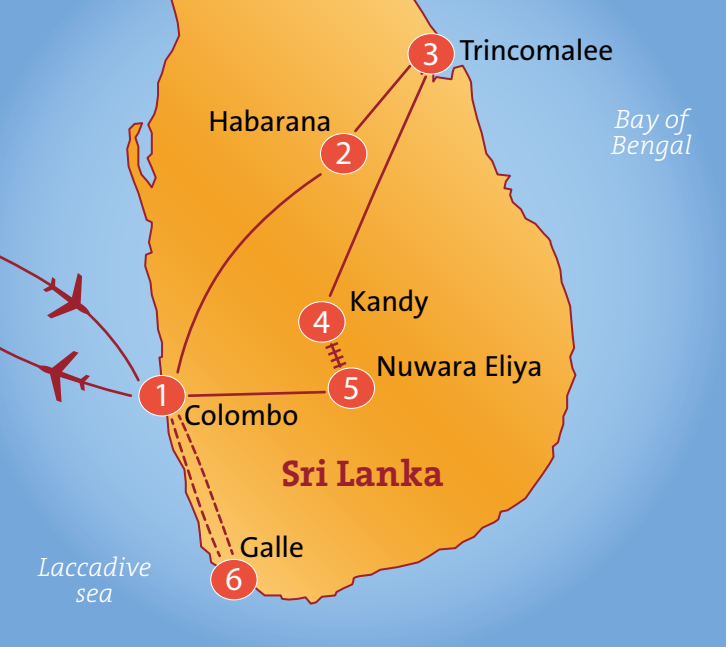 3 Trincomalee
Habarana
2
Bay of
Bengal
Kandy
4
Nuwara Eliya
5
1
Colombo
Sri Lanka
Galle
6
Laccadive
sea